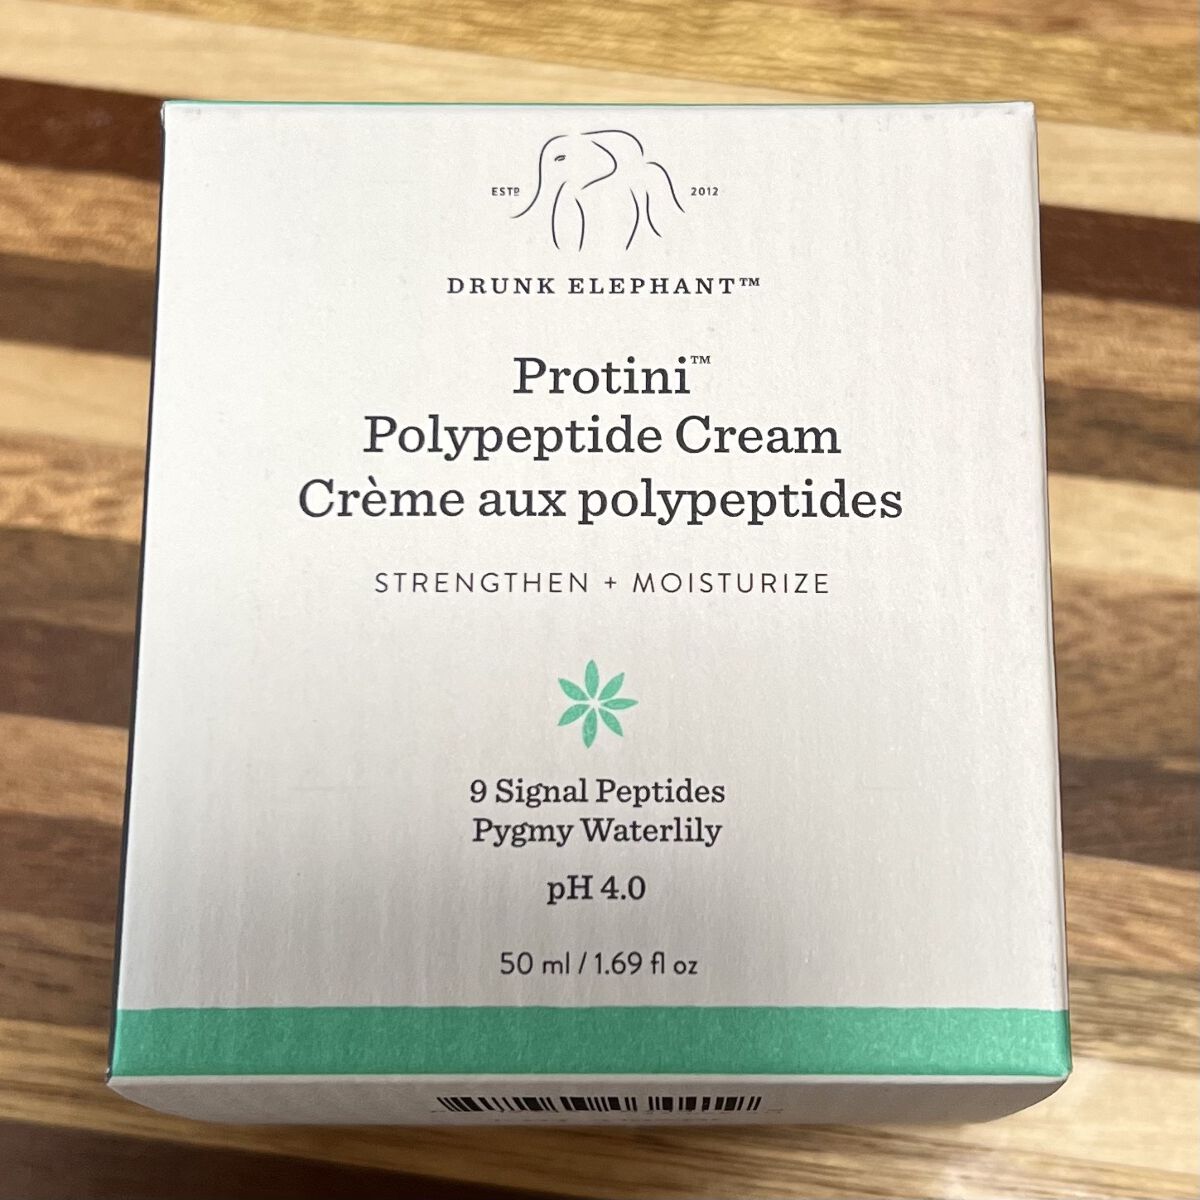 ESTD 2012
DRUNK ELEPHANT™
Protini™
Polypeptide Cream
Crème aux polypeptides
STRENGTHEN + MOISTURIZE
9 Signal Peptides
Pygmy Waterlily
pH 4.0
50 ml / 1.69 fl oz